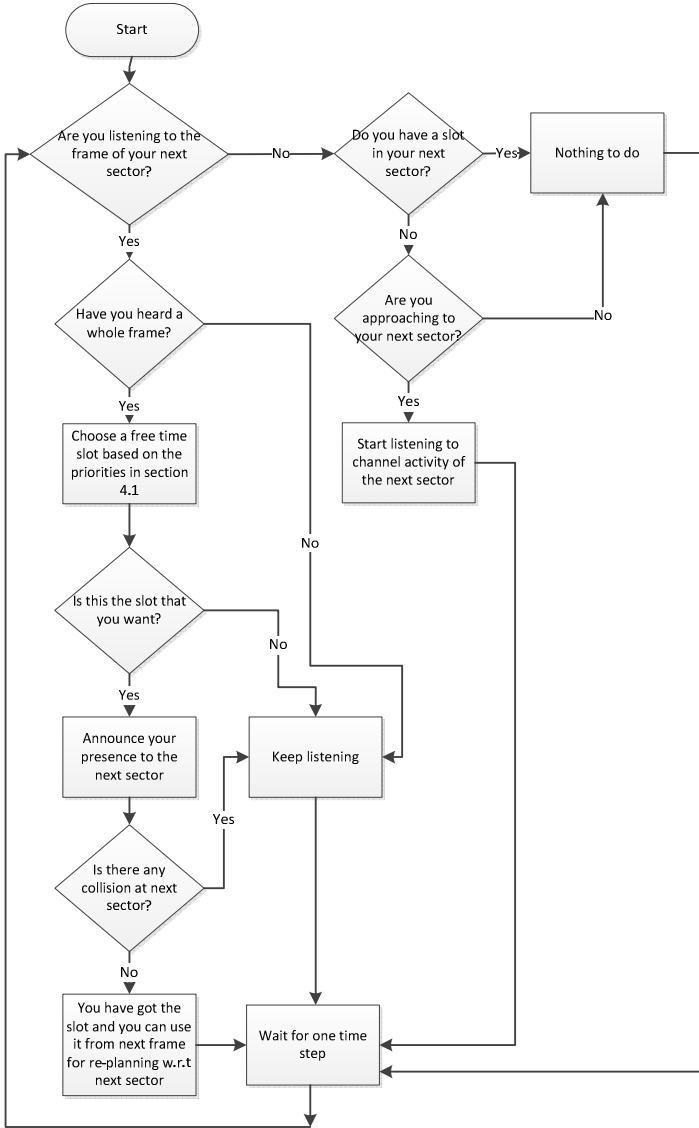 Start
Are you listening to the
frame of your next
sector?
No
Do you have a slot
in your next
sector?
Yes
Nothing to do
Yes
No
Have you heard a
whole frame?
Are you
approaching to
your next sector?
No
Yes
Yes
Choose a free time
slot based on the
priorities in section
4.1
Start listening to
channel activity of
the next sector
No
Is this the slot that
you want?
No
Yes
Announce your
presence to the
next sector
Keep listening
Yes
Is there any
collision at next
sector?
No
You have got the
slot and you can use
it from next frame
for re-planning w.r.t
next sector
Wait for one time
step